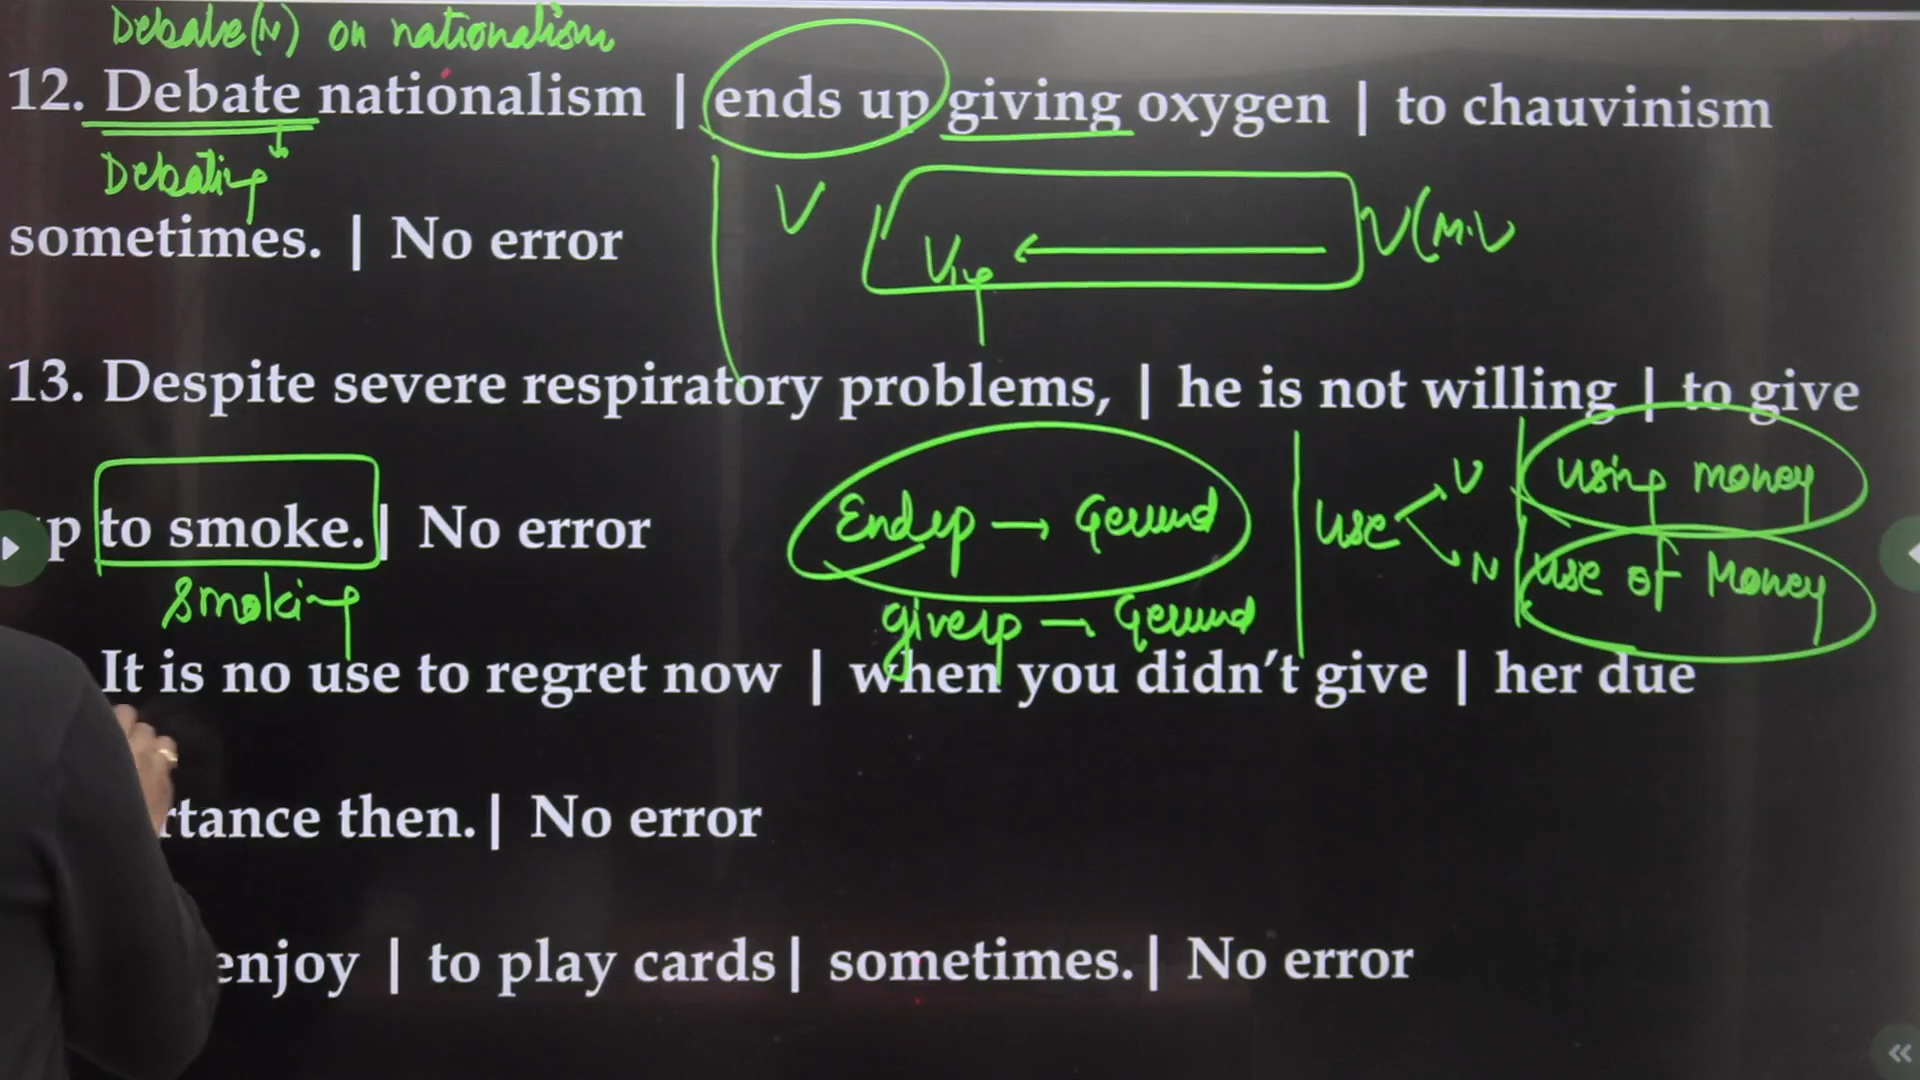 Debate(N) on nationalism
12. Debate nationalism | ends up giving oxygen | to chauvinism
Debating
V
V(M.V
sometimes. | No error
Ving
13. Despite severe respiratory problems, | he is not willing | to give
V using money
End up → Gerund
use
p to smoke. | No error
N use of Money
smoking
give up → Gerund
It is no use to regret now | when you didn't give | her due
rtance then. | No error
enjoy | to play cards | sometimes. | No error